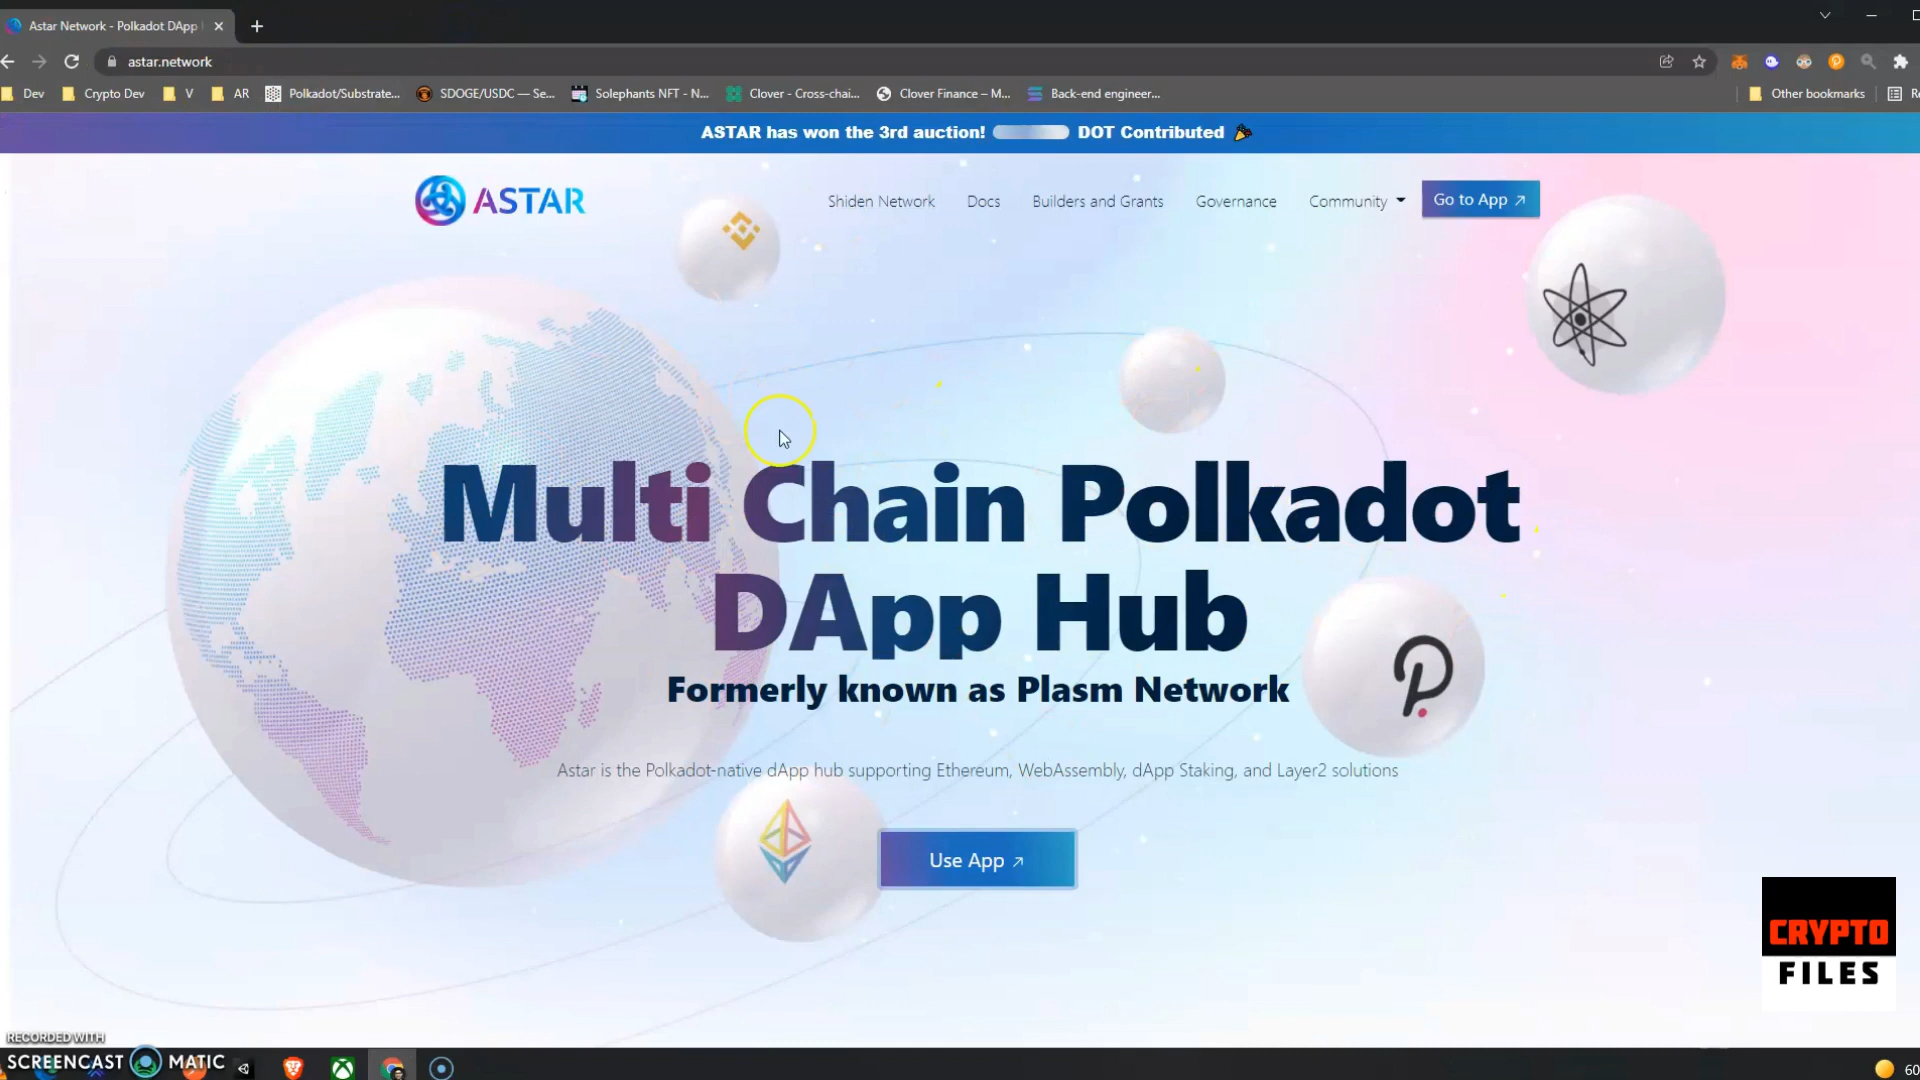 Astar Network - Polkadot DApp
astar.network
Dev
Crypto Dev
V
AR
Polkadot/Substrate...
SDOGE/USDC — Se...
Solephants NFT - N...
Clover - Cross-chai...
Clover Finance – M...
Back-end engineer...
Other bookmarks
Re
ASTAR has won the 3rd auction! DOT Contributed
ASTAR
Shiden Network
Docs
Builders and Grants
Governance
Community
Go to App ↗
Multi Chain Polkadot
DApp Hub
Formerly known as Plasm Network
Astar is the Polkadot-native dApp hub supporting Ethereum, WebAssembly, dApp Staking, and Layer2 solutions
Use App ↗
CRYPTO
FILES
RECORDED WITH
SCREENCAST MATIC
60